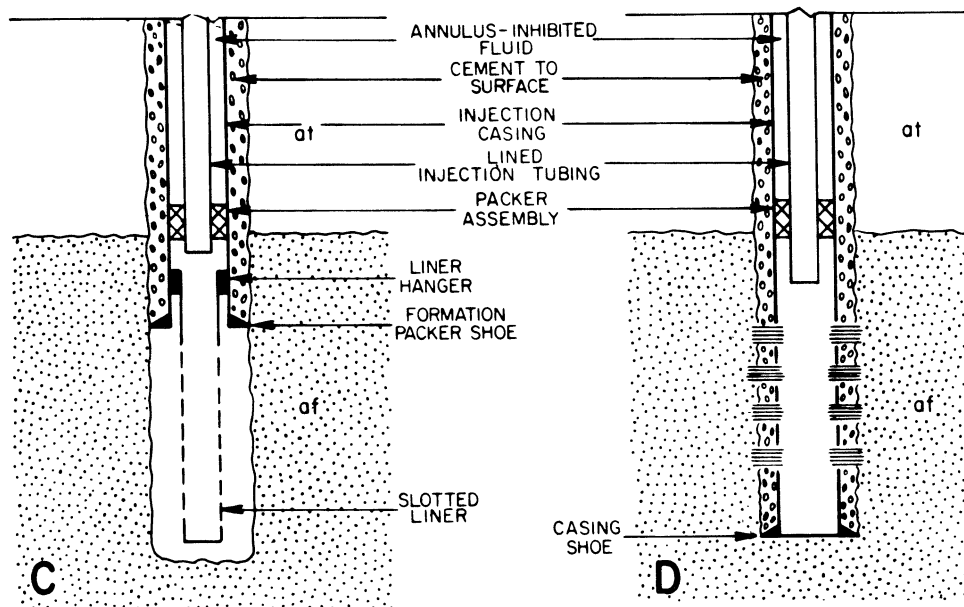 ANNULUS-INHIBITED
FLUID
CEMENT TO
SURFACE
INJECTION
CASING
LINED
INJECTION TUBING
PACKER
ASSEMBLY
LINER
HANGER
FORMATION
PACKER SHOE
SLOTTED
LINER
CASING
SHOE
at
at
af
af
C
D